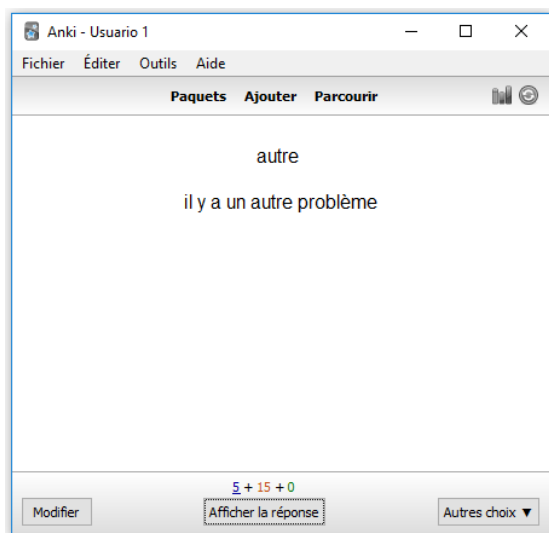 Anki - Usuario 1
Fichier Éditer Outils Aide
Paquets Ajouter Parcourir
autre
il y a un autre problème
5 + 15 + 0
Modifier Afficher la réponse Autres choix ▼